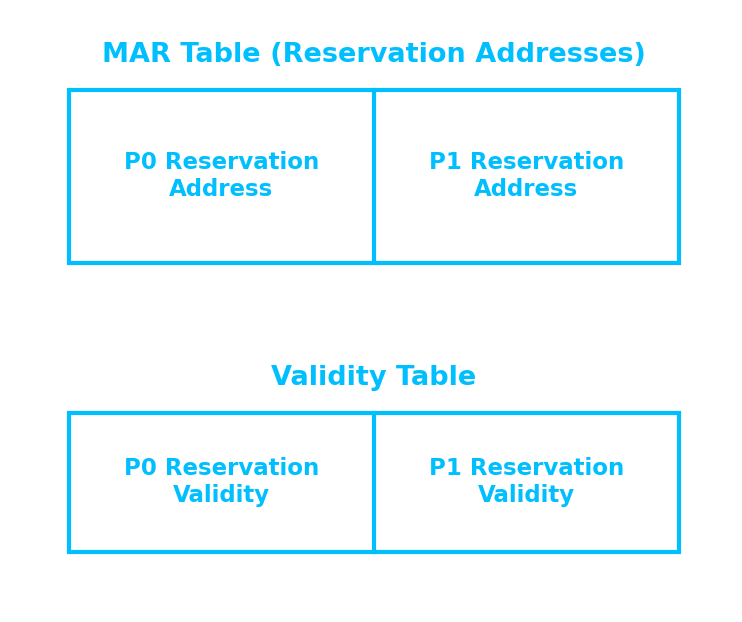 MAR Table (Reservation Addresses)
P0 Reservation
Address
P1 Reservation
Address
Validity Table
P0 Reservation
Validity
P1 Reservation
Validity